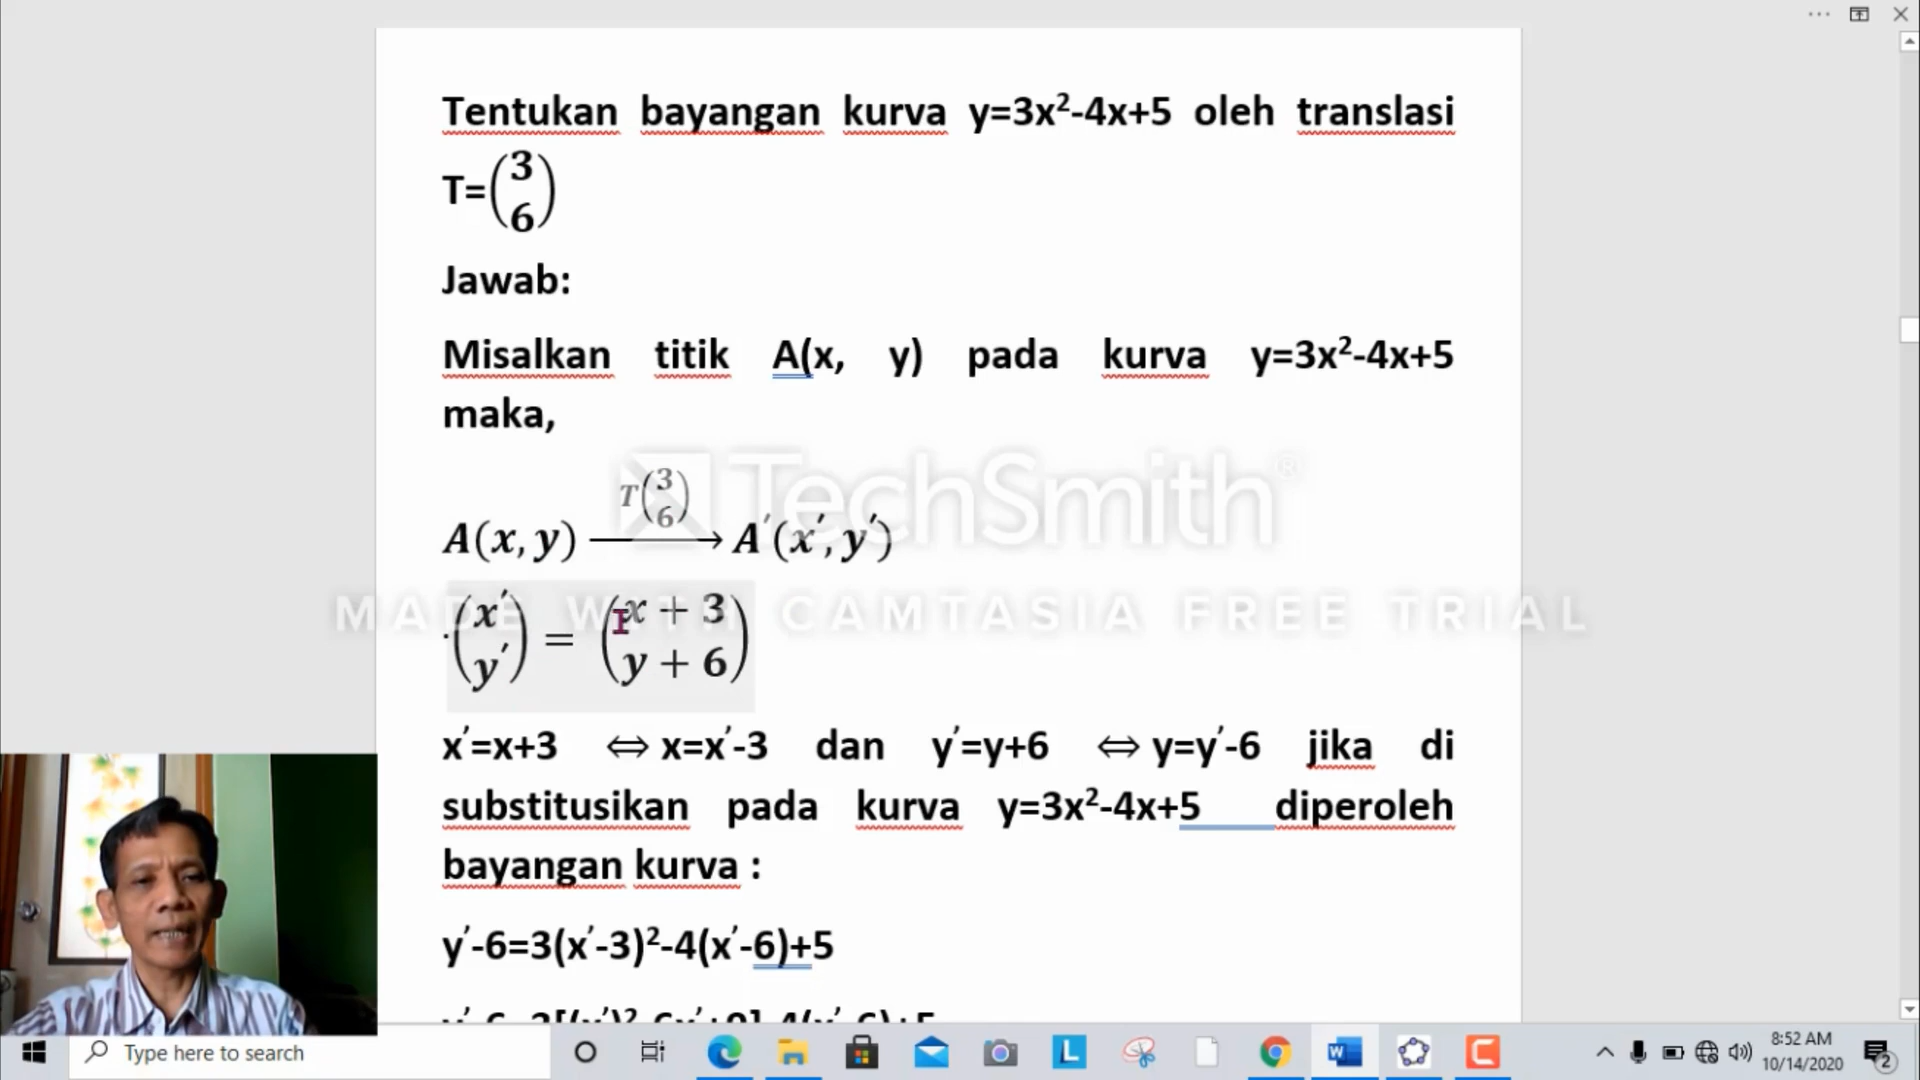 Tentukan bayangan kurva y=3x²-4x+5 oleh translasi
T=(3
6)
Jawab:
Misalkan titik A(x, y) pada kurva y=3x²-4x+5
maka,
T(3
6)
A(x,y) ⟶ A′(x′,y′)
(x′
y′) = (x + 3
y + 6)
TechSmith®
MADE WITH CAMTASIA FREE TRIAL
x′=x+3 ⇔ x=x′-3 dan y′=y+6 ⇔ y=y′-6 jika di
substitusikan pada kurva y=3x²-4x+5 diperoleh
bayangan kurva :
y′-6=3(x′-3)²-4(x′-6)+5
Type here to search
8:52 AM
10/14/2020
2